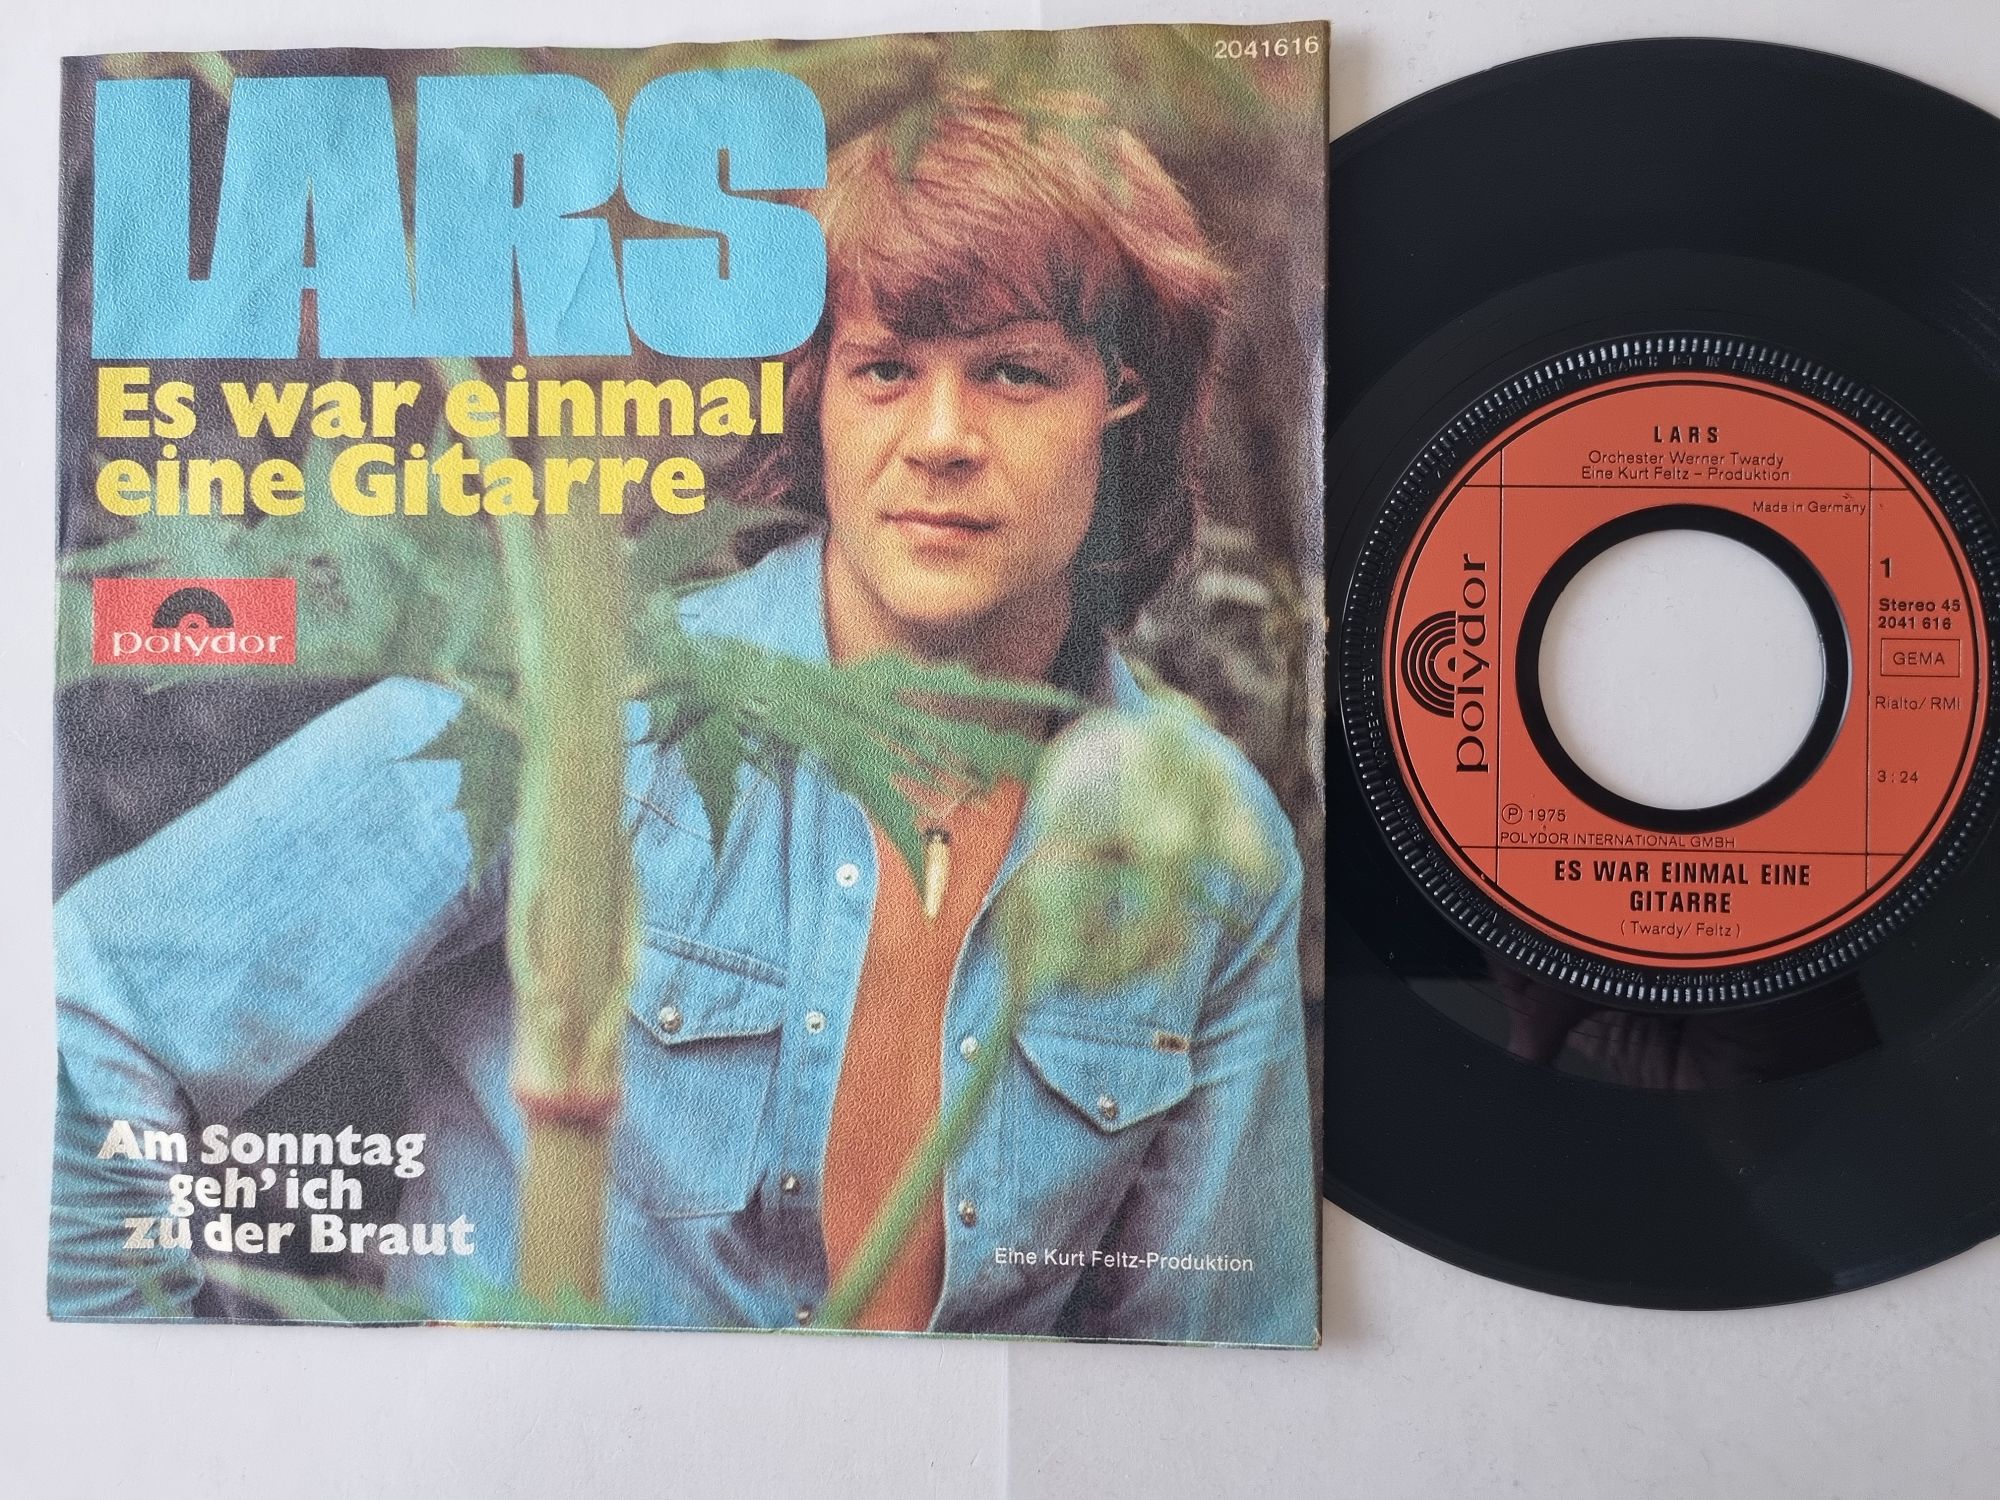 2041616
LARS
Es war einmal
eine Gitarre
polydor
Am Sonntag
geh' ich
zu der Braut
Eine Kurt Feltz-Produktion
LARS
Orchester Werner Twardy
Eine Kurt Feltz - Produktion
Made in Germany
polydor
1
Stereo 45
2041 616
GEMA
Rialto/ RMI
3 : 24
Ⓟ 1975
POLYDOR INTERNATIONAL GMBH
ES WAR EINMAL EINE
GITARRE
( Twardy/ Feltz )